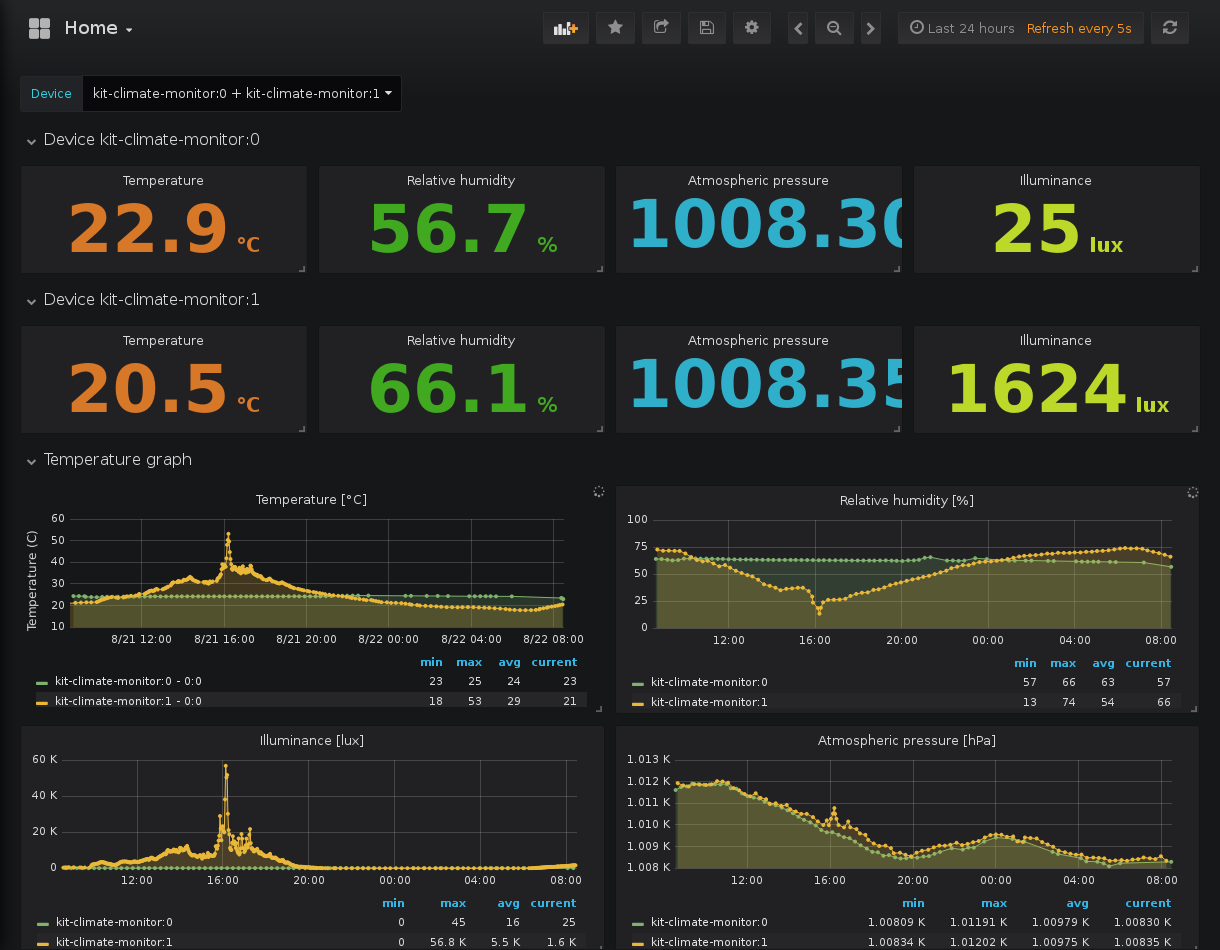 Home
Last 24 hours Refresh every 5s
Device kit-climate-monitor:0 + kit-climate-monitor:1
Device kit-climate-monitor:0
Temperature Relative humidity Atmospheric pressure Illuminance
22.9 °C 56.7 % 1008.30 25 lux
Device kit-climate-monitor:1
Temperature Relative humidity Atmospheric pressure Illuminance
20.5 °C 66.1 % 1008.35 1624 lux
Temperature graph
Temperature [°C]
Temperature (C)
60
50
40
30
20
10
8/21 12:00 8/21 16:00 8/21 20:00 8/22 00:00 8/22 04:00 8/22 08:00
min max avg current
kit-climate-monitor:0 - 0:0 23 25 24 23
kit-climate-monitor:1 - 0:0 18 53 29 21
Relative humidity [%]
100
75
50
25
0
12:00 16:00 20:00 00:00 04:00 08:00
min max avg current
kit-climate-monitor:0 57 66 63 57
kit-climate-monitor:1 13 74 54 66
Illuminance [lux]
60 K
40 K
20 K
0
12:00 16:00 20:00 00:00 04:00 08:00
min max avg current
kit-climate-monitor:0 0 45 16 25
kit-climate-monitor:1 0 56.8 K 5.5 K 1.6 K
Atmospheric pressure [hPa]
1.013 K
1.012 K
1.011 K
1.010 K
1.009 K
1.008 K
12:00 16:00 20:00 00:00 04:00 08:00
min max avg current
kit-climate-monitor:0 1.00809 K 1.01191 K 1.00979 K 1.00830 K
kit-climate-monitor:1 1.00834 K 1.01202 K 1.00975 K 1.00835 K